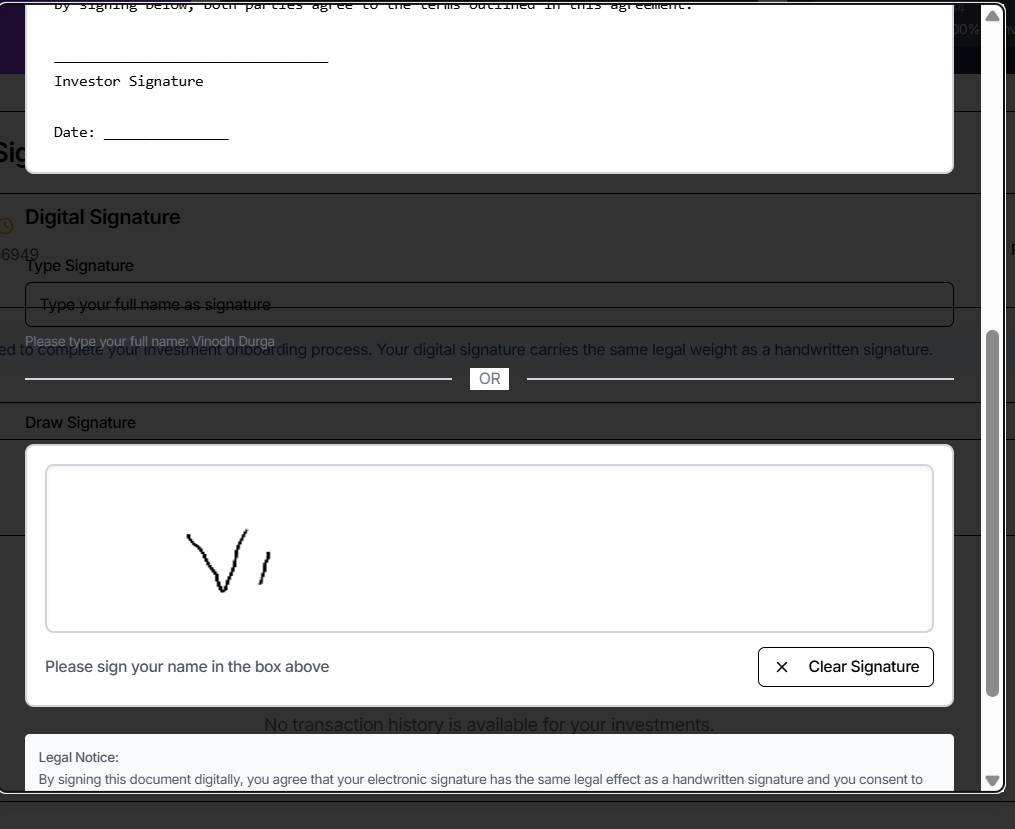 By signing below, both parties agree to the terms outlined in this agreement.
_________________________________
Investor Signature
Date: _______________
Digital Signature
6949
Type Signature
Type your full name as signature
Please type your full name: Vinodh Durga
ed to complete your investment onboarding process. Your digital signature carries the same legal weight as a handwritten signature.
OR
Draw Signature
Vi
Please sign your name in the box above
Clear Signature
No transaction history is available for your investments.
Legal Notice:
By signing this document digitally, you agree that your electronic signature has the same legal effect as a handwritten signature and you consent to